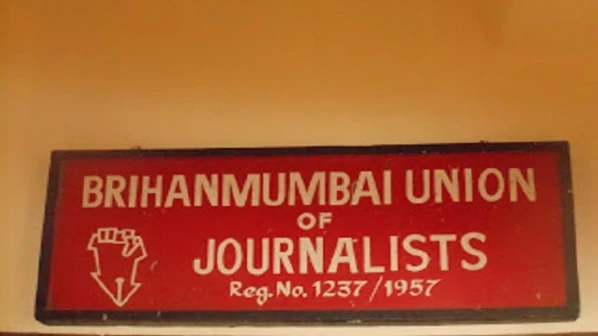 BRIHANMUMBAI UNION
OF
JOURNALISTS
Reg. No. 1237/1957